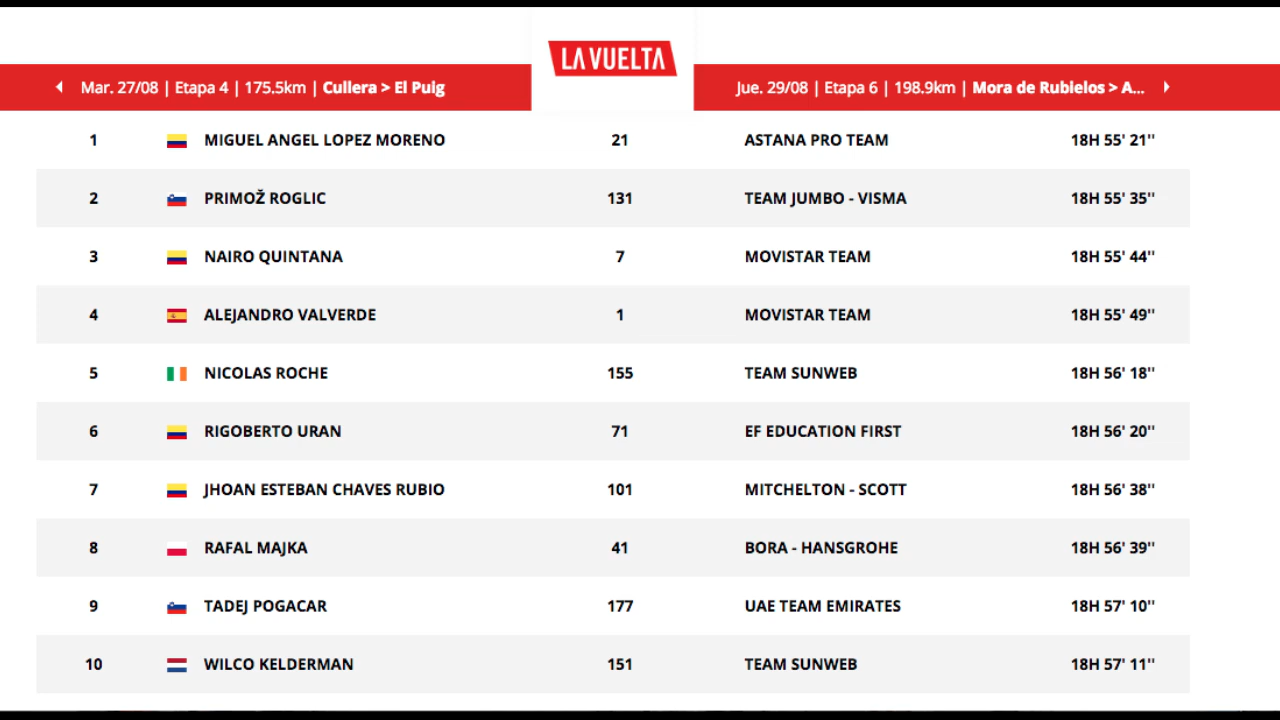 LA VUELTA
Mar. 27/08 | Etapa 4 | 175.5km | Cullera > El Puig
Jue. 29/08 | Etapa 6 | 198.9km | Mora de Rubielos > A...
1 MIGUEL ANGEL LOPEZ MORENO 21 ASTANA PRO TEAM 18H 55' 21''
2 PRIMOŽ ROGLIC 131 TEAM JUMBO - VISMA 18H 55' 35''
3 NAIRO QUINTANA 7 MOVISTAR TEAM 18H 55' 44''
4 ALEJANDRO VALVERDE 1 MOVISTAR TEAM 18H 55' 49''
5 NICOLAS ROCHE 155 TEAM SUNWEB 18H 56' 18''
6 RIGOBERTO URAN 71 EF EDUCATION FIRST 18H 56' 20''
7 JHOAN ESTEBAN CHAVES RUBIO 101 MITCHELTON - SCOTT 18H 56' 38''
8 RAFAL MAJKA 41 BORA - HANSGROHE 18H 56' 39''
9 TADEJ POGACAR 177 UAE TEAM EMIRATES 18H 57' 10''
10 WILCO KELDERMAN 151 TEAM SUNWEB 18H 57' 11''